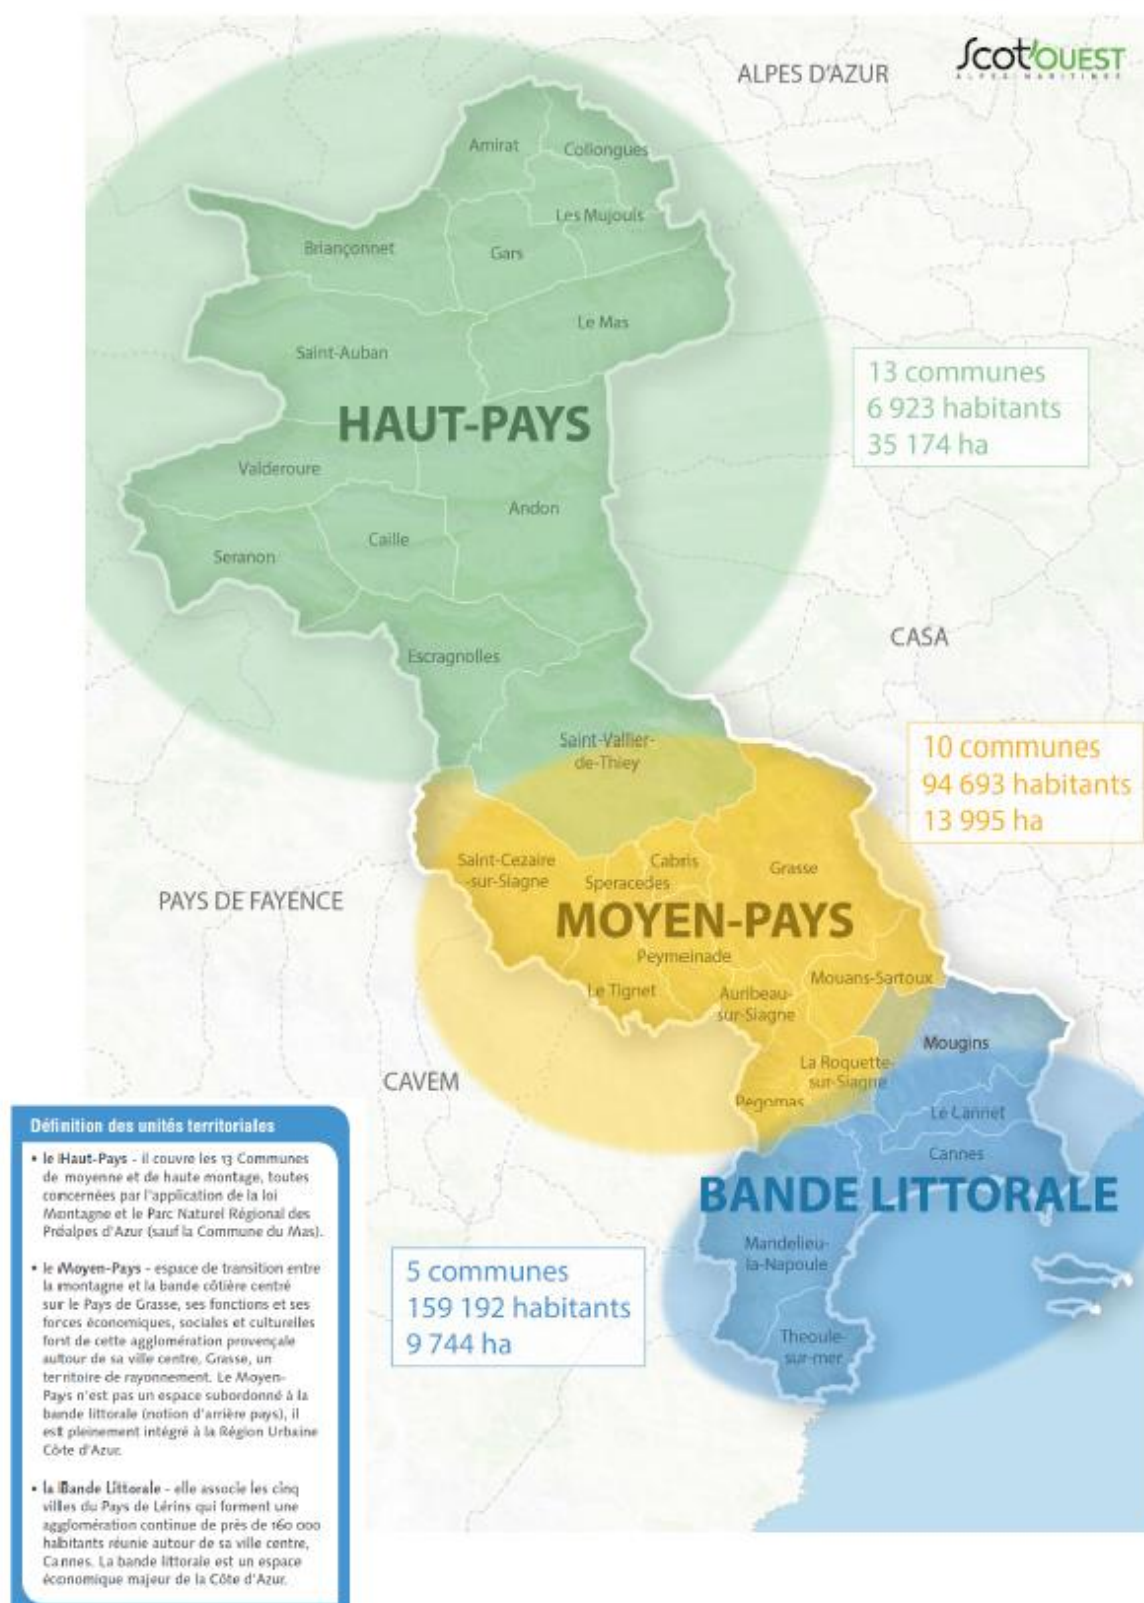 ALPES D'AZUR
Scot'OUEST
ALPES MARITIMES
Amirat
Collongues
Les Mujouls
Briançonnet
Gars
Le Mas
Saint-Auban
13 communes
6 923 habitants
35 174 ha
HAUT-PAYS
Valderoure
Andon
Caille
Seranon
CASA
Escragnolles
Saint-Vallier-
de-Thiey
10 communes
94 693 habitants
13 995 ha
Saint-Cezaire
-sur-Siagne
Cabris
Speracedes
Grasse
PAYS DE FAYENCE
MOYEN-PAYS
Peymeinade
Mouans-Sartoux
Le Tignet
Auribeau-
sur-Siagne
Mougins
La Roquette-
sur-Siagne
CAVEM
Pegomas
Le Cannet
Cannes
BANDE LITTORALE
Mandelieu-
la-Napoule
5 communes
159 192 habitants
9 744 ha
Theoule-
sur-mer
Définition des unités territoriales
• le Haut-Pays - il couvre les 13 Communes
de moyenne et de haute montage, toutes
concernées par l'application de la loi
Montagne et le Parc Naturel Régional des
Préalpes d'Azur (sauf la Commune du Mas).
• le Moyen-Pays - espace de transition entre
la montagne et la bande côtière centré
sur le Pays de Grasse, ses fonctions et ses
forces économiques, sociales et culturelles
font de cette agglomération provençale
autour de sa ville centre, Grasse, un
territoire de rayonnement. Le Moyen-
Pays n'est pas un espace subordonné à la
bande littorale (notion d'arrière pays), il
est pleinement intégré à la Région Urbaine
Côte d'Azur.
• la Bande Littorale - elle associe les cinq
villes du Pays de Lérins qui forment une
agglomération continue de près de 160 000
habitants réunie autour de sa ville centre,
Cannes. La bande littorale est un espace
économique majeur de la Côte d'Azur.